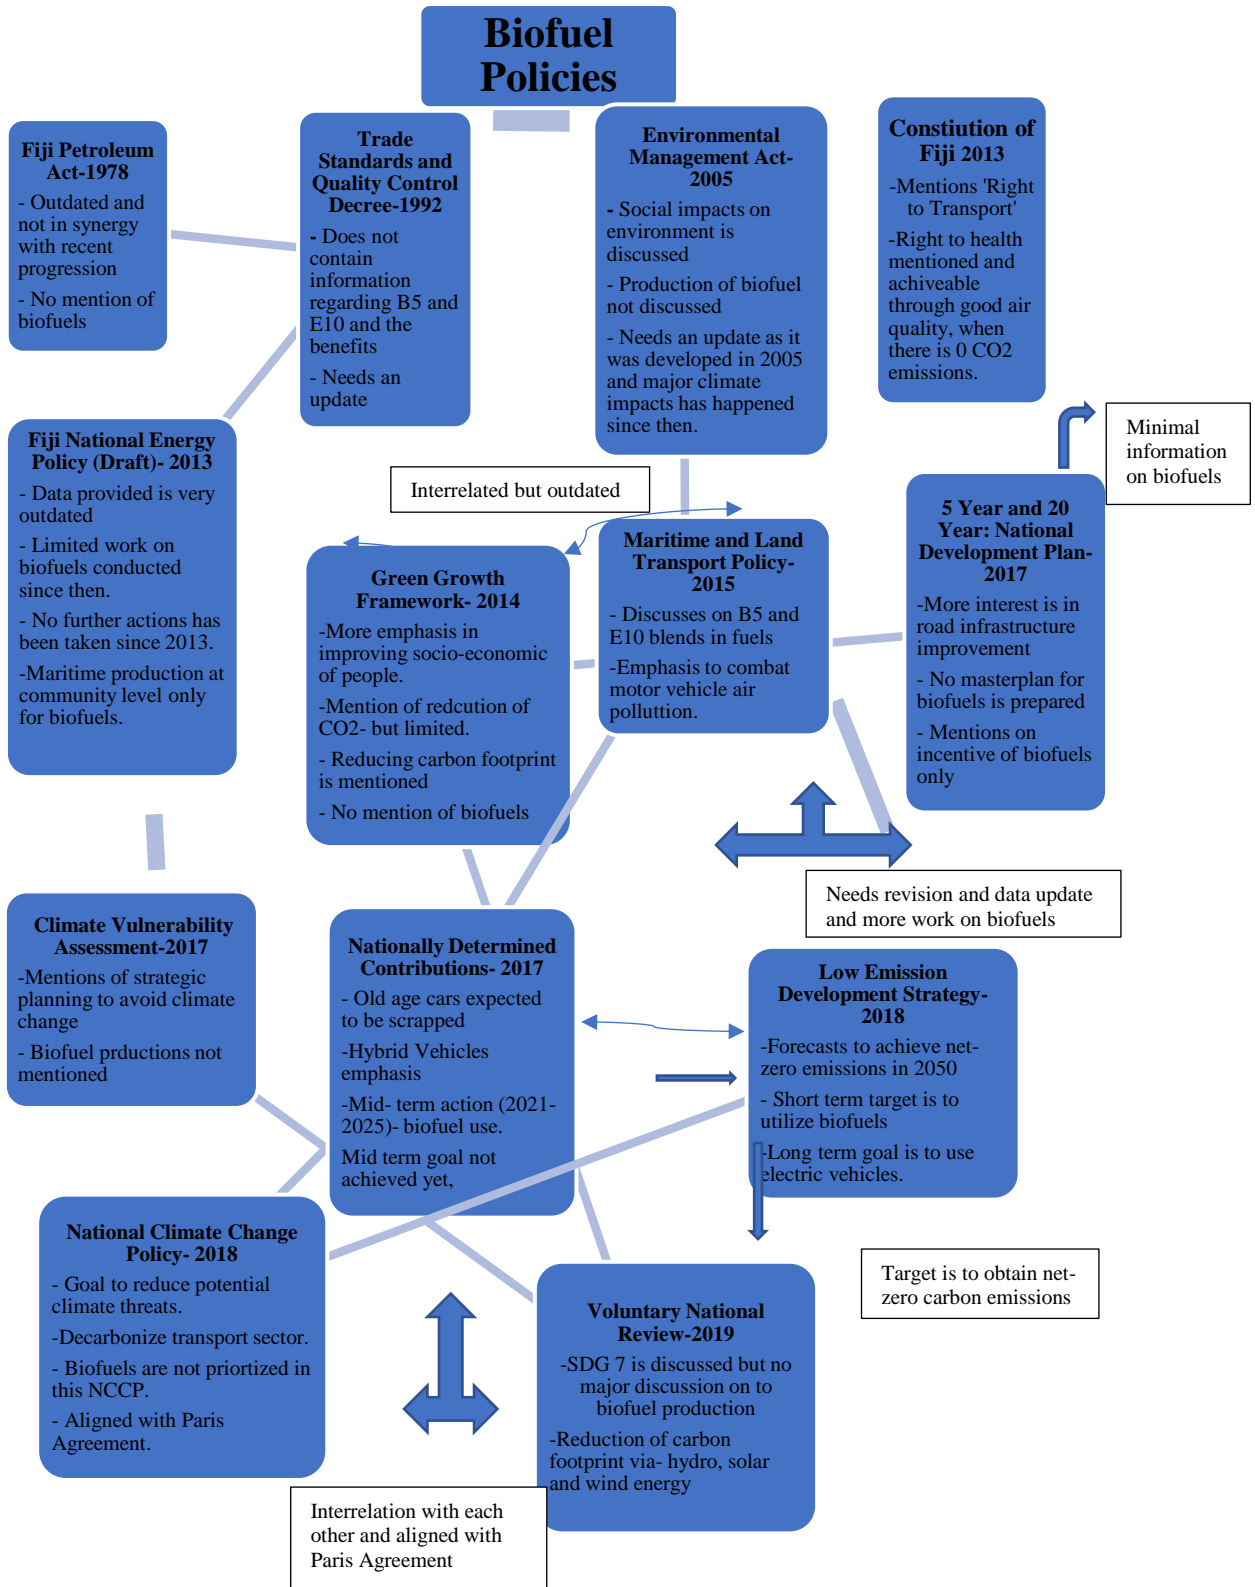 Biofuel
Policies
Fiji Petroleum
Act-1978
- Outdated and
not in synergy
with recent
progression
- No mention of
biofuels
Trade
Standards and
Quality Control
Decree-1992
- Does not
contain
information
regarding B5 and
E10 and the
benefits
- Needs an
update
Environmental
Management Act-
2005
- Social impacts on
environment is
discussed
- Production of biofuel
not discussed
- Needs an update as it
was developed in 2005
and major climate
impacts has happened
since then.
Constiution of
Fiji 2013
-Mentions 'Right
to Transport'
-Right to health
mentioned and
achiveable
through good air
quality, when
there is 0 CO2
emissions.
Fiji National Energy
Policy (Draft)- 2013
- Data provided is very
outdated
- Limited work on
biofuels conducted
since then.
- No further actions has
been taken since 2013.
-Maritime production at
community level only
for biofuels.
Interrelated but outdated
Green Growth
Framework- 2014
-More emphasis in
improving socio-economic
of people.
-Mention of redcution of
CO2- but limited.
- Reducing carbon footprint
is mentioned
- No mention of biofuels
Maritime and Land
Transport Policy-
2015
- Discusses on B5 and
E10 blends in fuels
-Emphasis to combat
motor vehicle air
polluttion.
Minimal
information
on biofuels
5 Year and 20
Year: National
Development Plan-
2017
-More interest is in
road infrastructure
improvement
- No masterplan for
biofuels is prepared
- Mentions on
incentive of biofuels
only
Needs revision and data update
and more work on biofuels
Climate Vulnerability
Assessment-2017
-Mentions of strategic
planning to avoid climate
change
- Biofuel prductions not
mentioned
Nationally Determined
Contributions- 2017
- Old age cars expected
to be scrapped
-Hybrid Vehicles
emphasis
-Mid- term action (2021-
2025)- biofuel use.
Mid term goal not
achieved yet,
Low Emission
Development Strategy-
2018
-Forecasts to achieve net-
zero emissions in 2050
- Short term target is to
utilize biofuels
-Long term goal is to use
electric vehicles.
National Climate Change
Policy- 2018
- Goal to reduce potential
climate threats.
-Decarbonize transport sector.
- Biofuels are not priortized in
this NCCP.
- Aligned with Paris
Agreement.
Target is to obtain net-
zero carbon emissions
Voluntary National
Review-2019
-SDG 7 is discussed but no
major discussion on to
biofuel production
-Reduction of carbon
footprint via- hydro, solar
and wind energy
Interrelation with each
other and aligned with
Paris Agreement